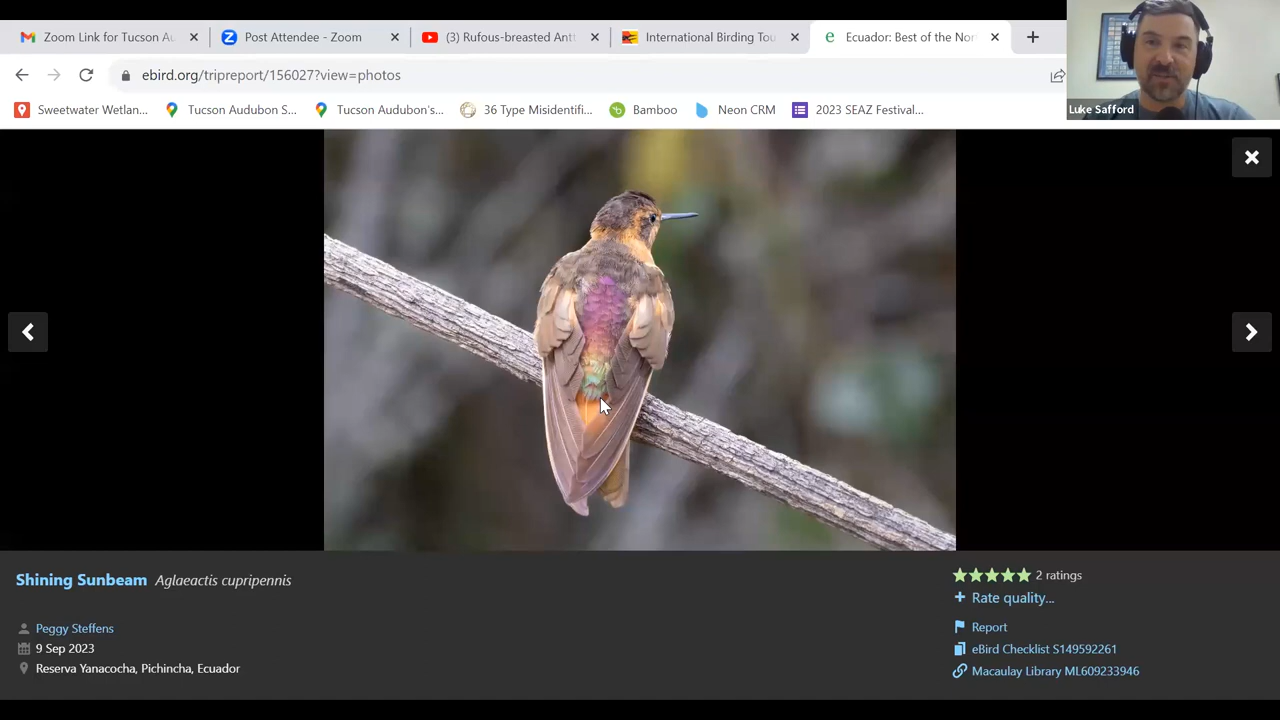 Zoom Link for Tucson Au
Post Attendee - Zoom
(3) Rufous-breasted Antt
International Birding Tou
Ecuador: Best of the Nor
ebird.org/tripreport/156027?view=photos
Sweetwater Wetlan...
Tucson Audubon S...
Tucson Audubon's...
36 Type Misidentifi...
Bamboo
Neon CRM
2023 SEAZ Festival...
Luke Safford
Shining Sunbeam Aglaeactis cupripennis
Peggy Steffens
9 Sep 2023
Reserva Yanacocha, Pichincha, Ecuador
2 ratings
+ Rate quality...
Report
eBird Checklist S149592261
Macaulay Library ML609233946